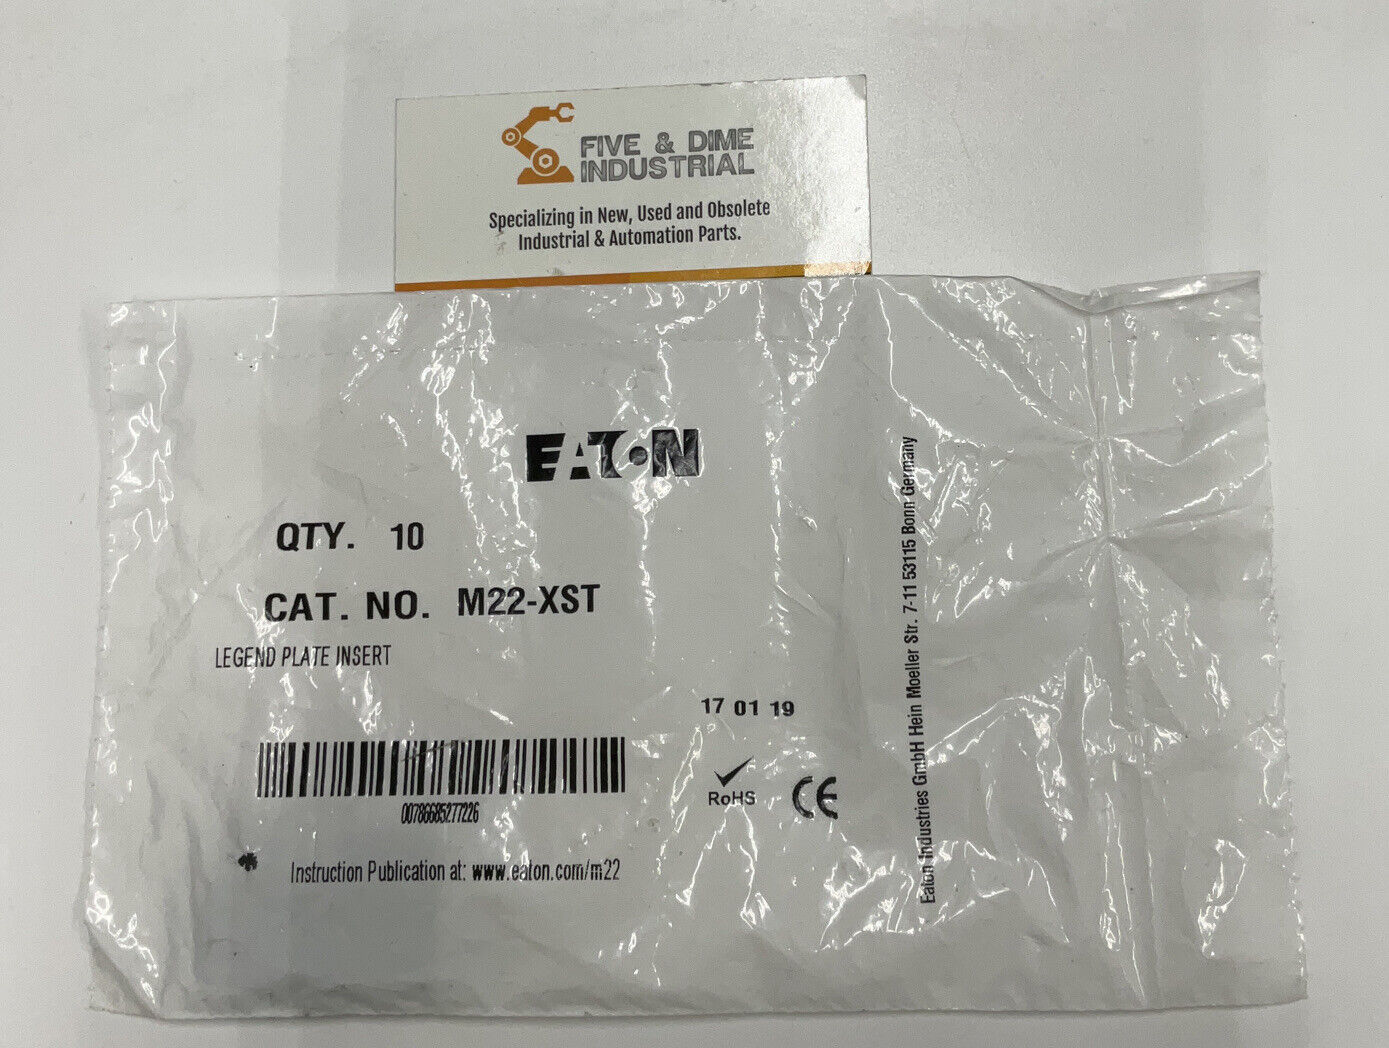 FIVE & DIME
INDUSTRIAL
Specializing in New, Used and Obsolete
Industrial & Automation Parts.
EATON
QTY. 10
CAT. NO. M22-XST
LEGEND PLATE INSERT
17 01 19
RoHS CE
00786685277226
Instruction Publication at: www.eaton.com/m22
Eaton Industries GmbH Hein Moeller Str. 7-11 53115 Bonn Germany